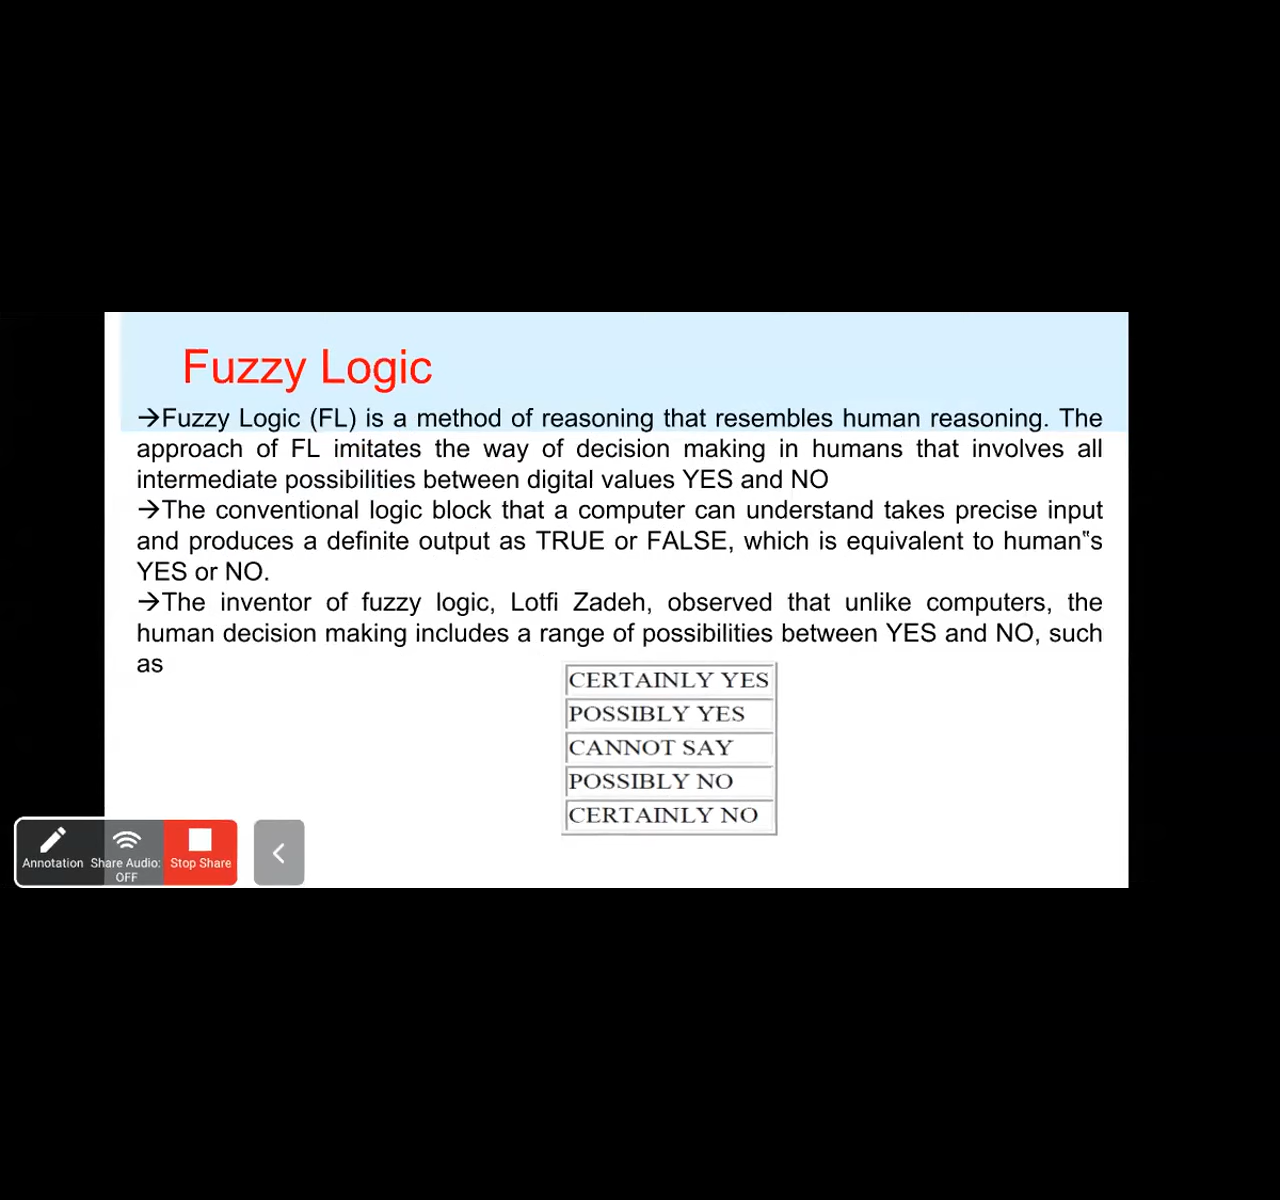 Fuzzy Logic
→Fuzzy Logic (FL) is a method of reasoning that resembles human reasoning. The
approach of FL imitates the way of decision making in humans that involves all
intermediate possibilities between digital values YES and NO
→The conventional logic block that a computer can understand takes precise input
and produces a definite output as TRUE or FALSE, which is equivalent to human‟s
YES or NO.
→The inventor of fuzzy logic, Lotfi Zadeh, observed that unlike computers, the
human decision making includes a range of possibilities between YES and NO, such
as
CERTAINLY YES
POSSIBLY YES
CANNOT SAY
POSSIBLY NO
CERTAINLY NO
Annotation
Share Audio:
OFF
Stop Share